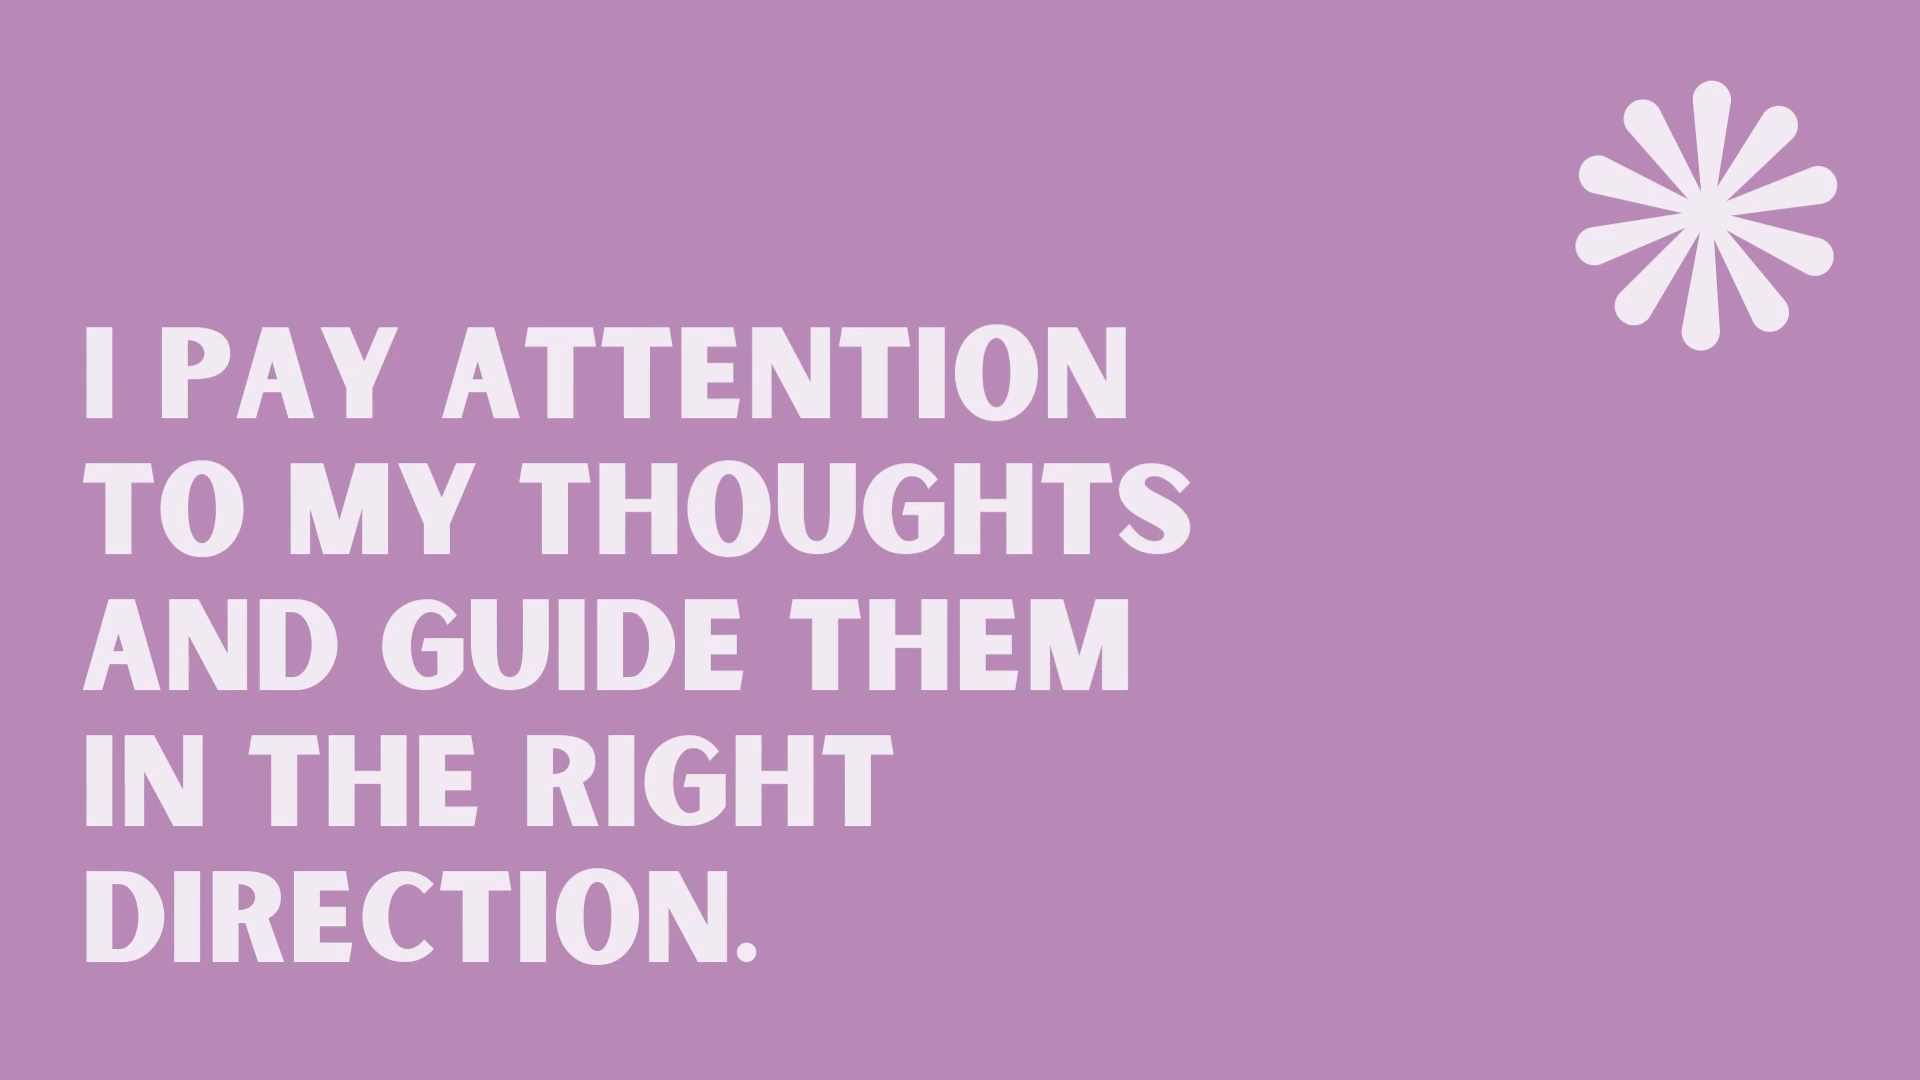 I PAY ATTENTION
TO MY THOUGHTS
AND GUIDE THEM
IN THE RIGHT
DIRECTION.